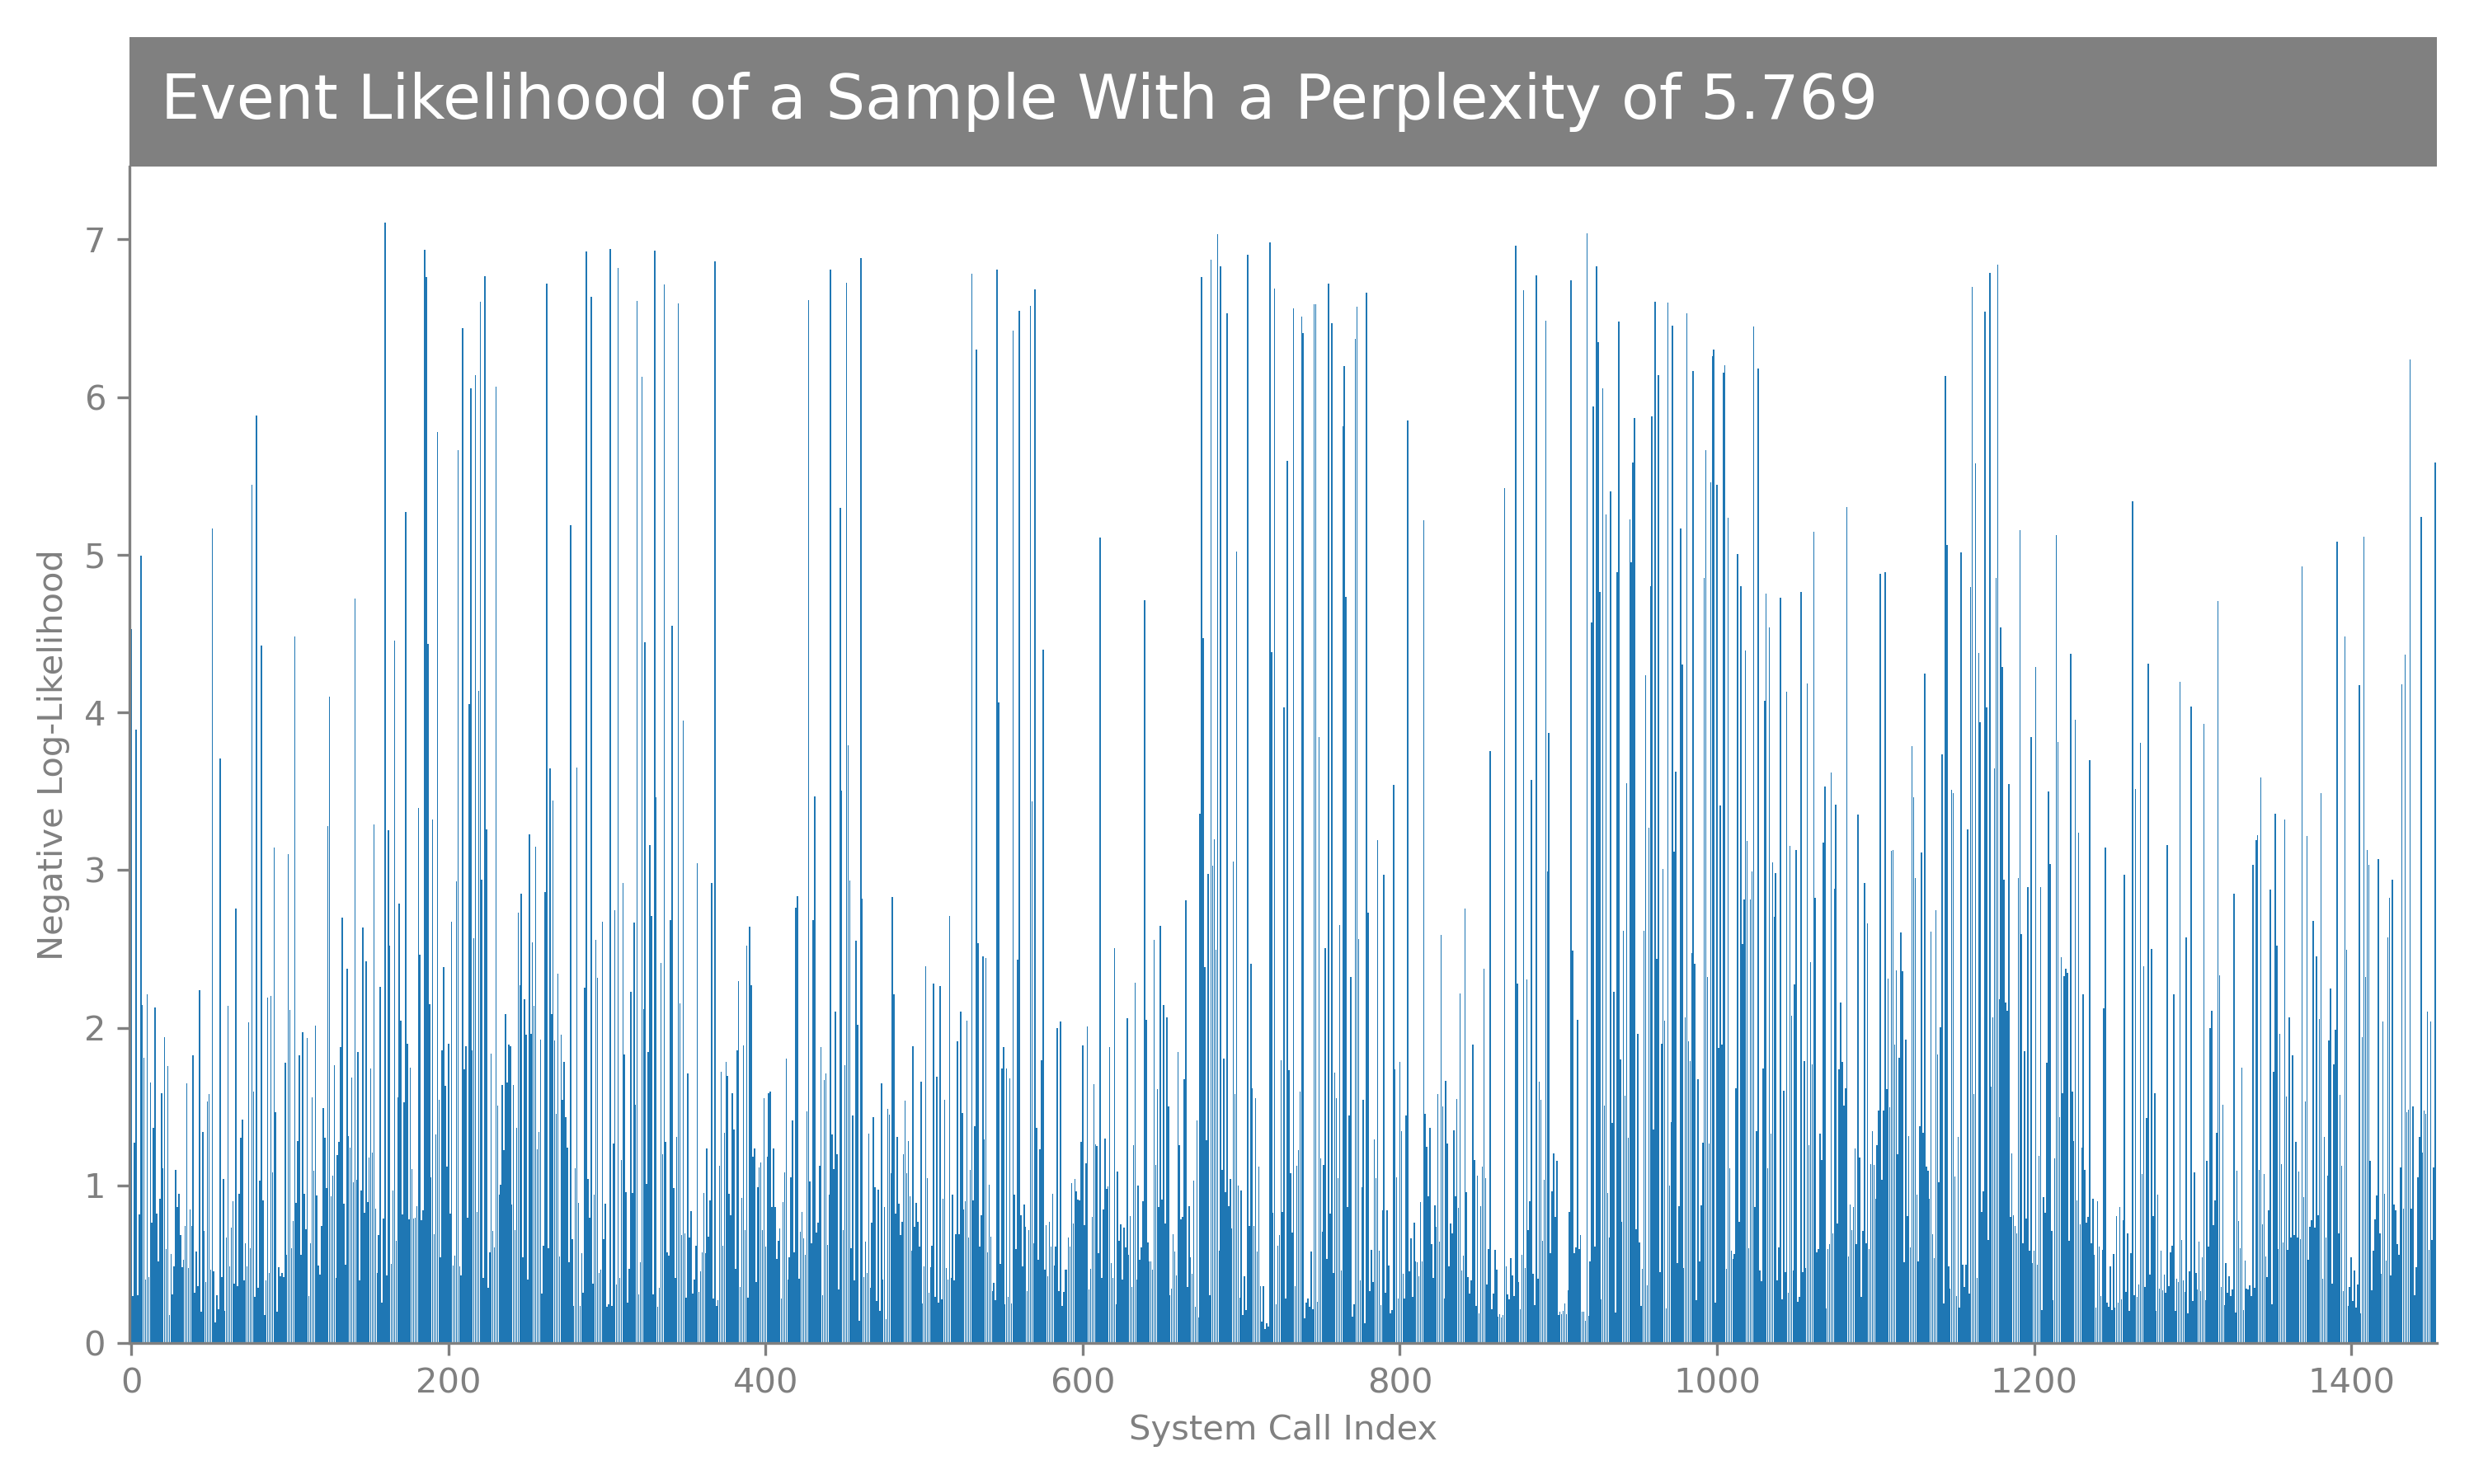 Event Likelihood of a Sample With a Perplexity of 5.769
7
6
5
4
3
2
1
0
Negative Log-Likelihood
0 200 400 600 800 1000 1200 1400
System Call Index